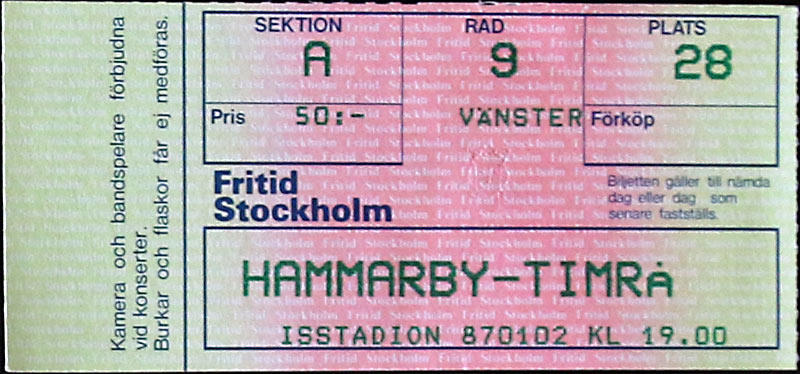 Kamera och bandspelare förbjudna
vid konserter.
Burkar och flaskor får ej medföras.
SEKTION RAD PLATS
A 9 28
Pris 50:- VÄNSTER Förköp
Fritid
Stockholm
Biljetten gäller till nämda
dag eller dag som
senare fastställs.
HAMMARBY-TIMRÅ
ISSTADION 870102 KL 19.00